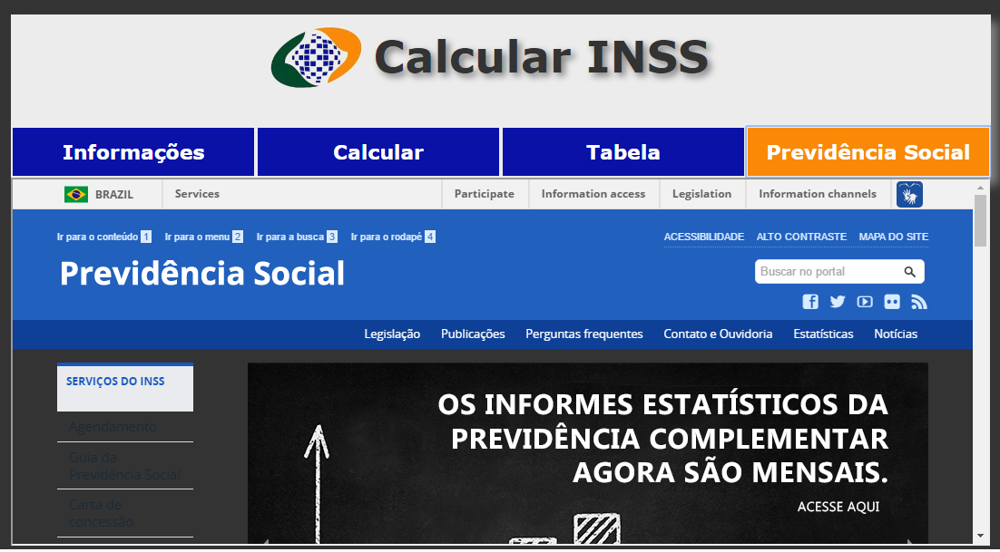 Calcular INSS
Informações
Calcular
Tabela
Previdência Social
BRAZIL
Services
Participate
Information access
Legislation
Information channels
Ir para o conteúdo 1
Ir para o menu 2
Ir para a busca 3
Ir para o rodapé 4
ACESSIBILIDADE
ALTO CONTRASTE
MAPA DO SITE
Previdência Social
Buscar no portal
Legislação
Publicações
Perguntas frequentes
Contato e Ouvidoria
Estatísticas
Notícias
SERVIÇOS DO INSS
Agendamento
Guia da
Previdência Social
Carta de
concessão
OS INFORMES ESTATÍSTICOS DA
PREVIDÊNCIA COMPLEMENTAR
AGORA SÃO MENSAIS.
ACESSE AQUI